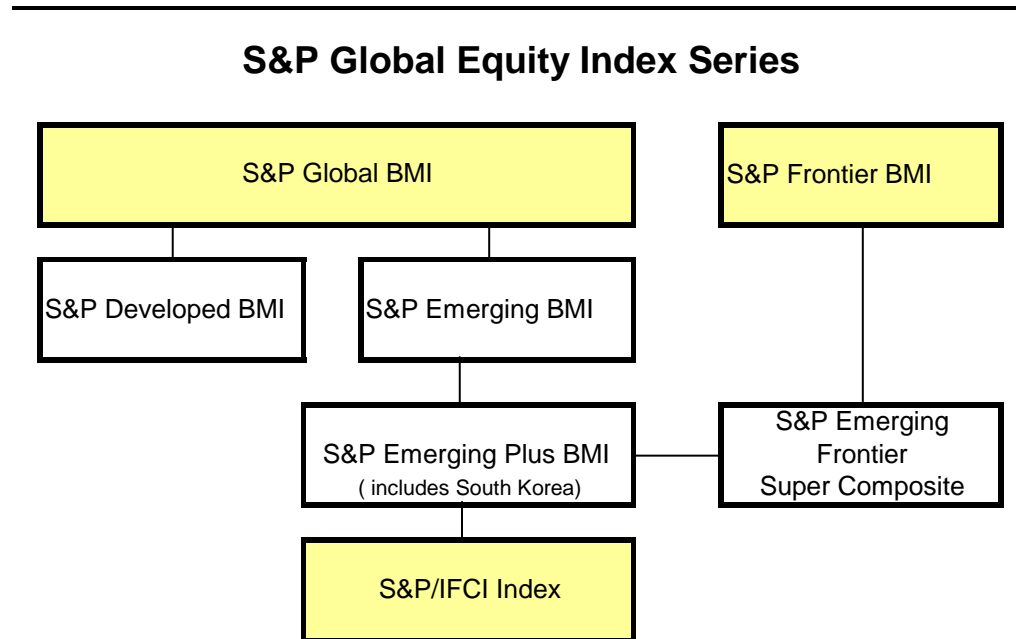 S&P Global Equity Index Series
S&P Global BMI
S&P Frontier BMI
S&P Developed BMI
S&P Emerging BMI
S&P Emerging Plus BMI
( includes South Korea)
S&P Emerging
Frontier
Super Composite
S&P/IFCI Index